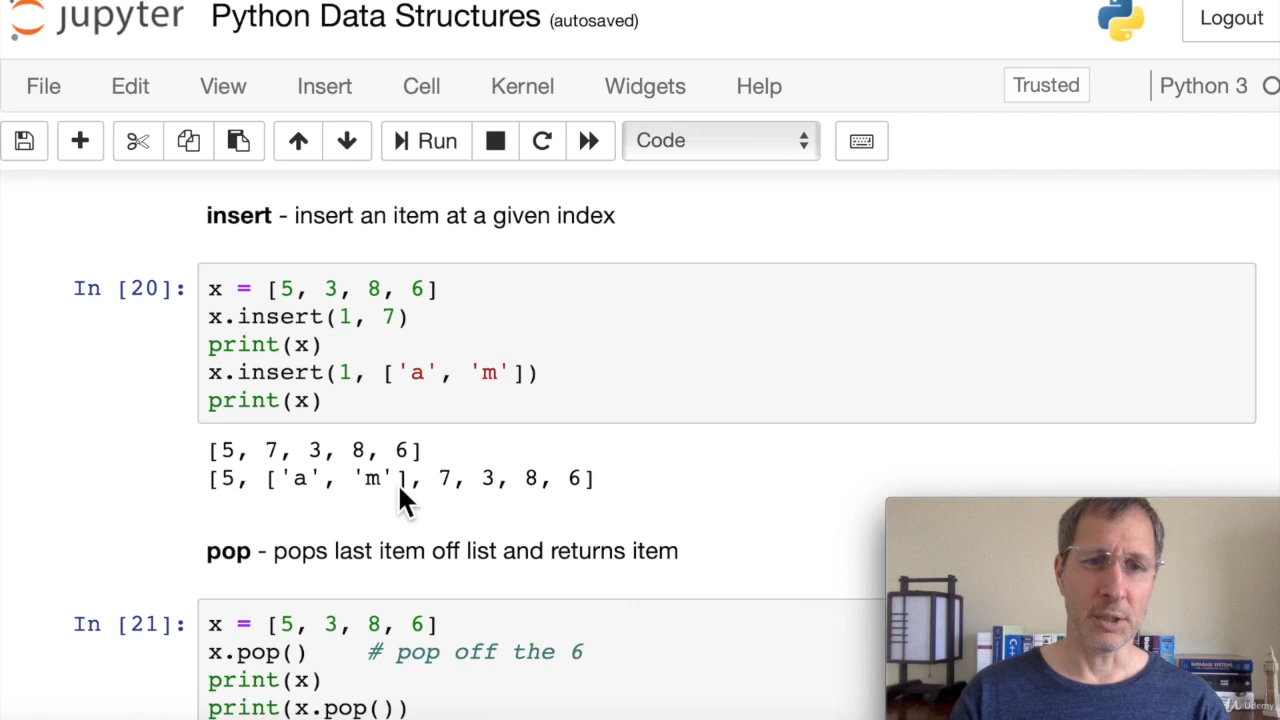 jupyter Python Data Structures (autosaved) Logout
File Edit View Insert Cell Kernel Widgets Help Trusted Python 3
Run Code
insert - insert an item at a given index
In [20]: x = [5, 3, 8, 6]
x.insert(1, 7)
print(x)
x.insert(1, ['a', 'm'])
print(x)
[5, 7, 3, 8, 6]
[5, ['a', 'm'], 7, 3, 8, 6]
pop - pops last item off list and returns item
In [21]: x = [5, 3, 8, 6]
x.pop() # pop off the 6
print(x)
print(x.pop())
C++
DATABASE SYSTEMS
Udemy